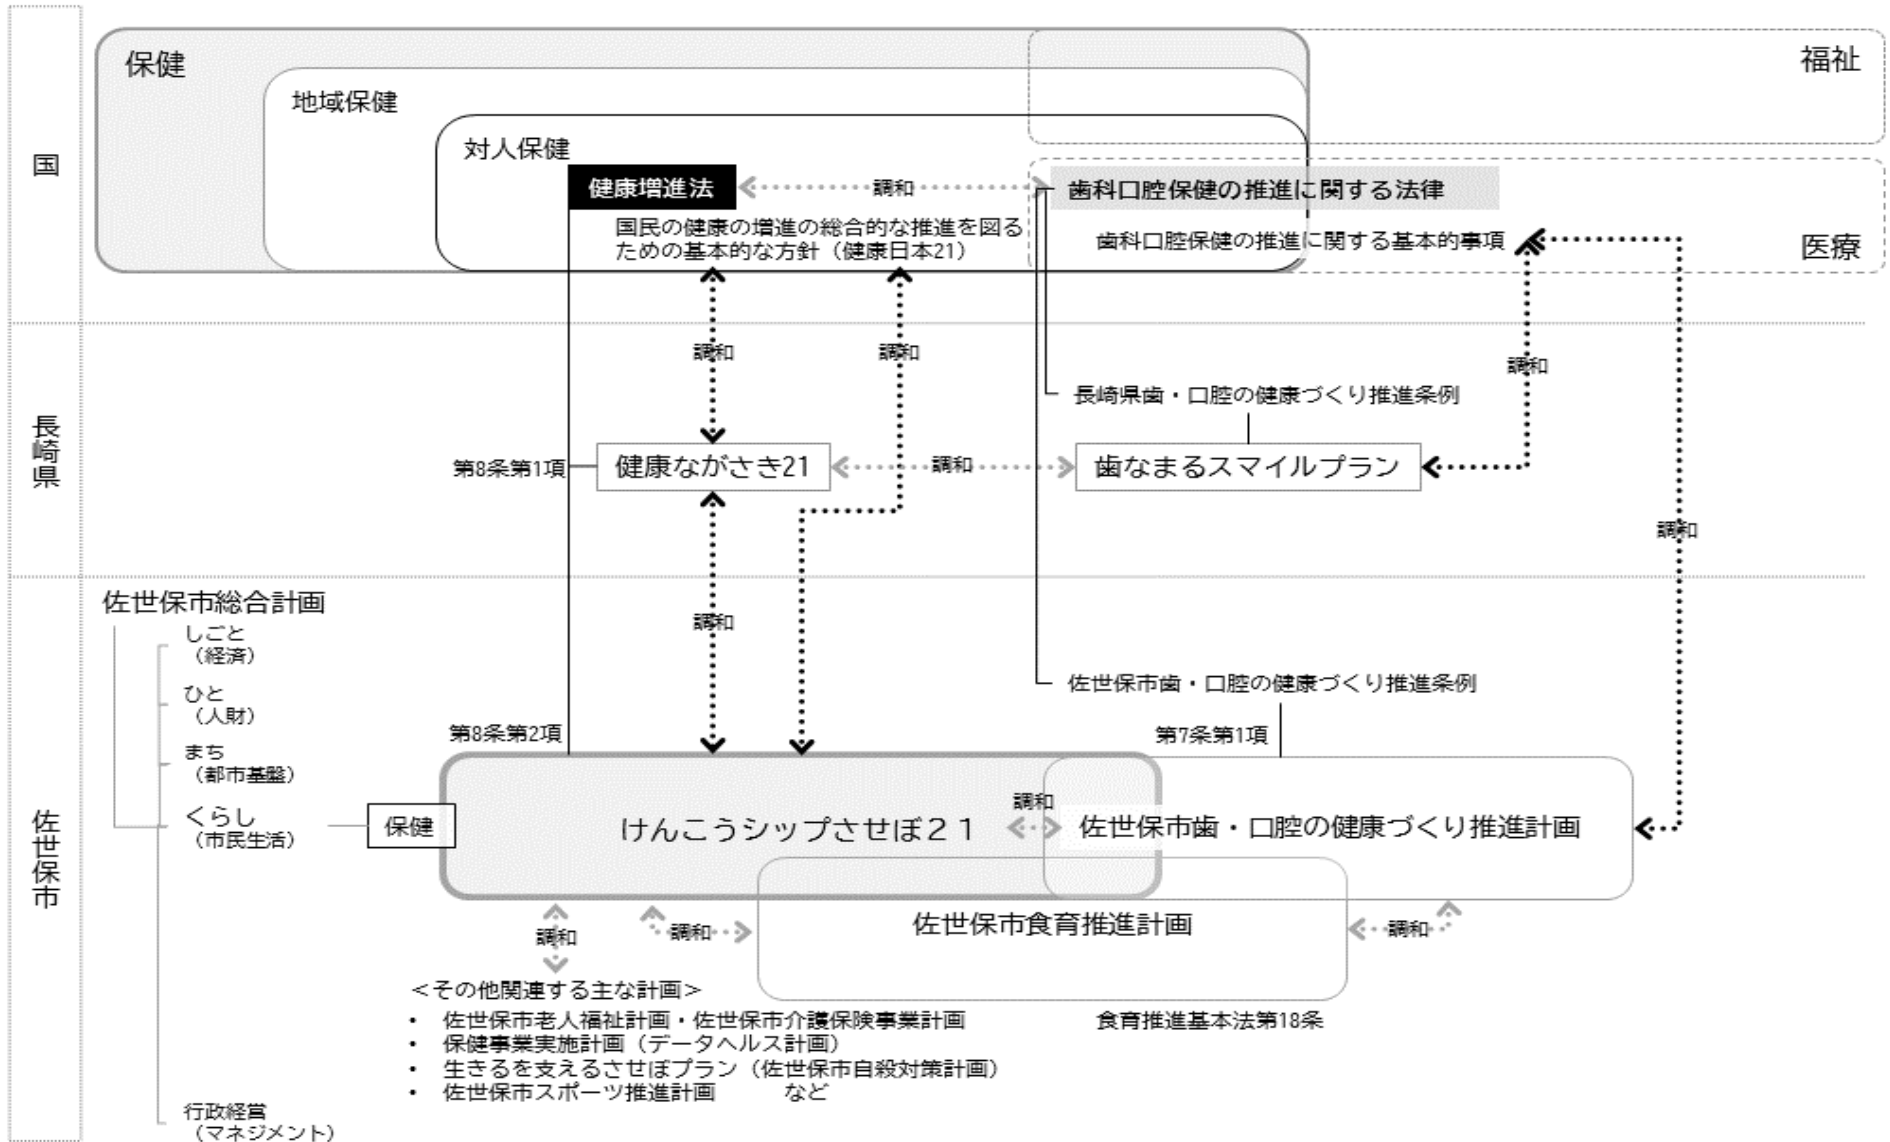 国
保健
福祉
地域保健
対人保健
健康増進法
調和
歯科口腔保健の推進に関する法律
国民の健康の増進の総合的な推進を図る
ための基本的な方針（健康日本21）
歯科口腔保健の推進に関する基本的事項
医療
長崎県
調和
調和
調和
長崎県歯・口腔の健康づくり推進条例
第8条第1項
健康ながさき21
調和
歯なまるスマイルプラン
調和
佐世保市
佐世保市総合計画
しごと
（経済）
ひと
（人財）
まち
（都市基盤）
くらし
（市民生活）
行政経営
（マネジメント）
調和
佐世保市歯・口腔の健康づくり推進条例
第8条第2項
第7条第1項
保健
けんこうシップさせぼ２１
調和
佐世保市歯・口腔の健康づくり推進計画
調和
調和
佐世保市食育推進計画
調和
＜その他関連する主な計画＞
・ 佐世保市老人福祉計画・佐世保市介護保険事業計画
・ 保健事業実施計画（データヘルス計画）
・ 生きるを支えるさせぼプラン（佐世保市自殺対策計画）
・ 佐世保市スポーツ推進計画　　　など
食育推進基本法第18条